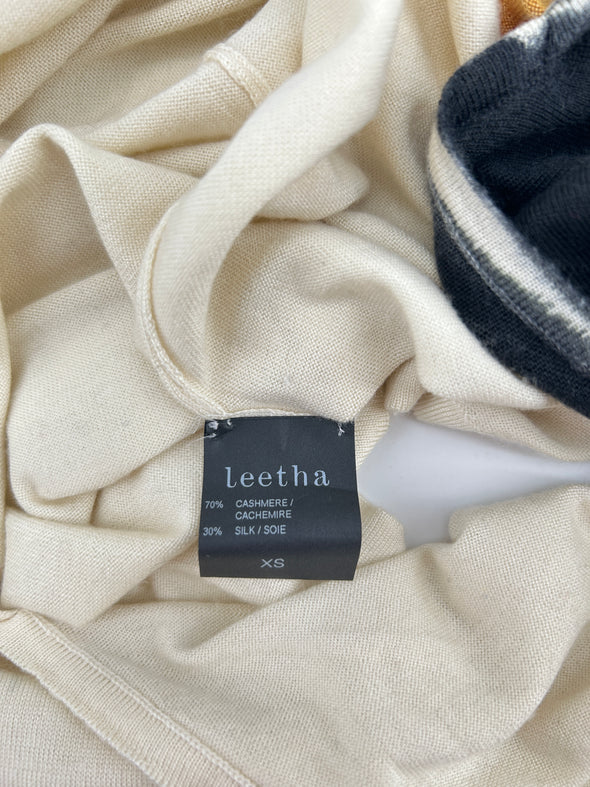 leetha
70% CASHMERE /
CACHEMIRE
30% SILK / SOIE
XS